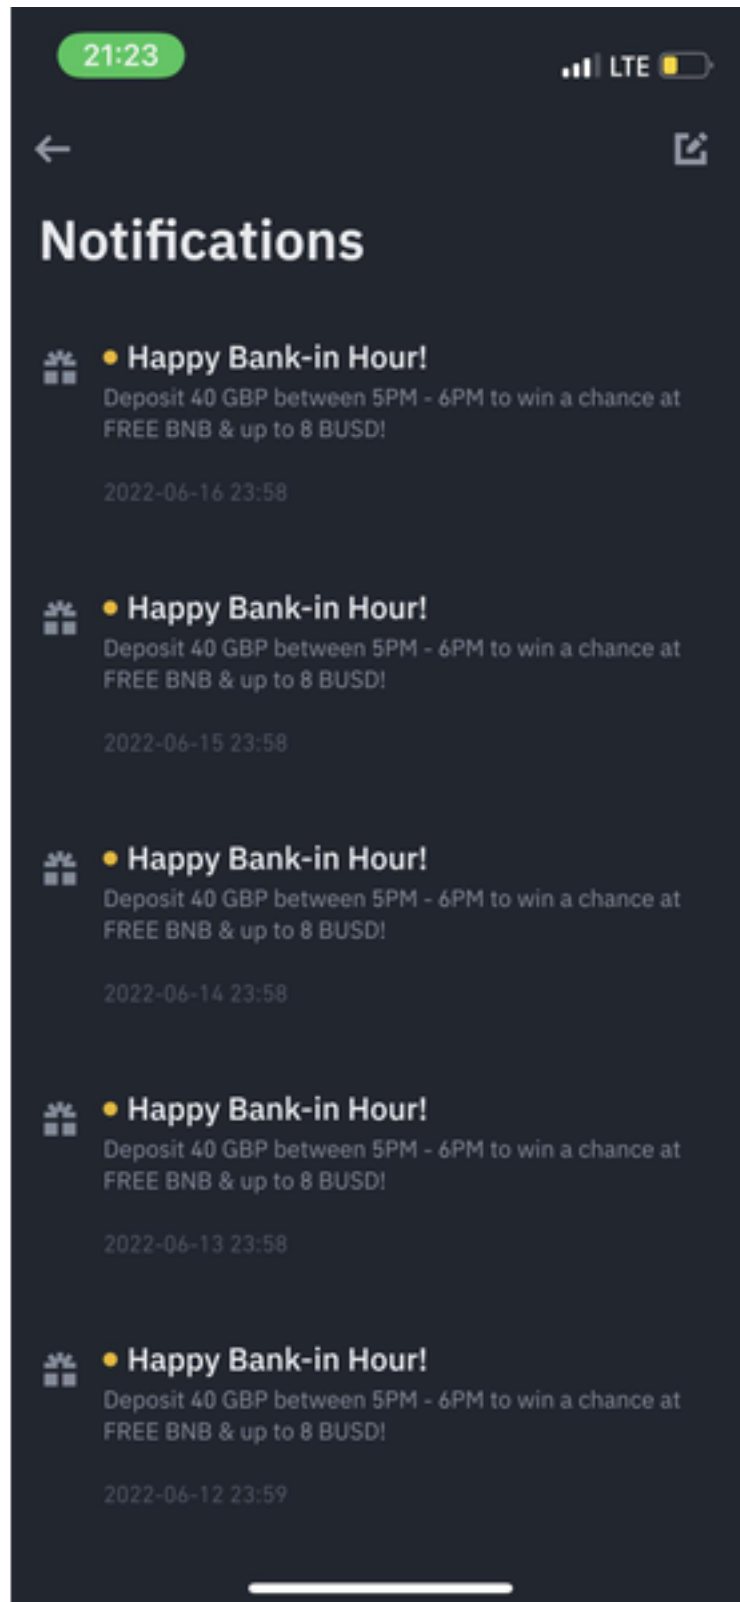 21:23
LTE
Notifications
Happy Bank-in Hour!
Deposit 40 GBP between 5PM - 6PM to win a chance at
FREE BNB & up to 8 BUSD!
2022-06-16 23:58
Happy Bank-in Hour!
Deposit 40 GBP between 5PM - 6PM to win a chance at
FREE BNB & up to 8 BUSD!
2022-06-15 23:58
Happy Bank-in Hour!
Deposit 40 GBP between 5PM - 6PM to win a chance at
FREE BNB & up to 8 BUSD!
2022-06-14 23:58
Happy Bank-in Hour!
Deposit 40 GBP between 5PM - 6PM to win a chance at
FREE BNB & up to 8 BUSD!
2022-06-13 23:58
Happy Bank-in Hour!
Deposit 40 GBP between 5PM - 6PM to win a chance at
FREE BNB & up to 8 BUSD!
2022-06-12 23:59